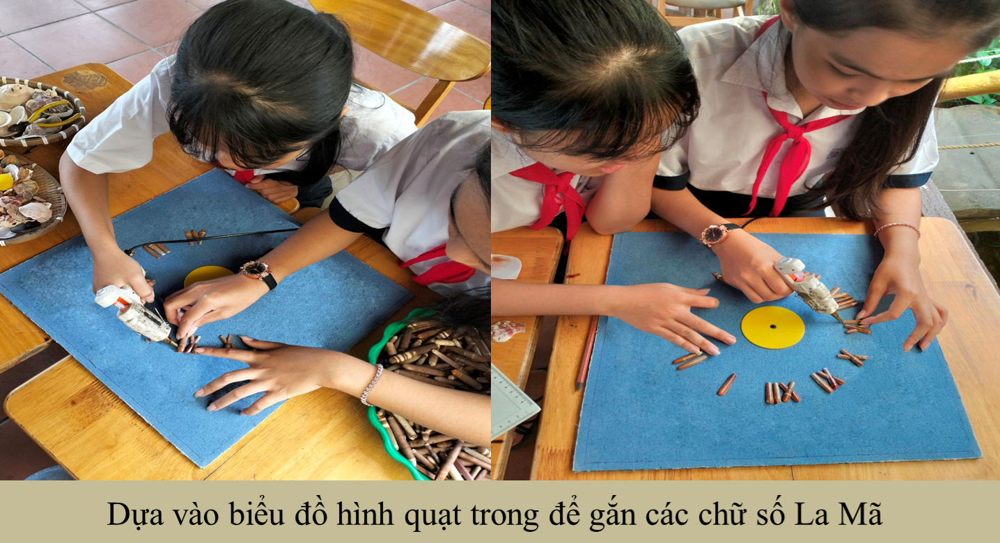 Dựa vào biểu đồ hình quạt trong để gắn các chữ số La Mã